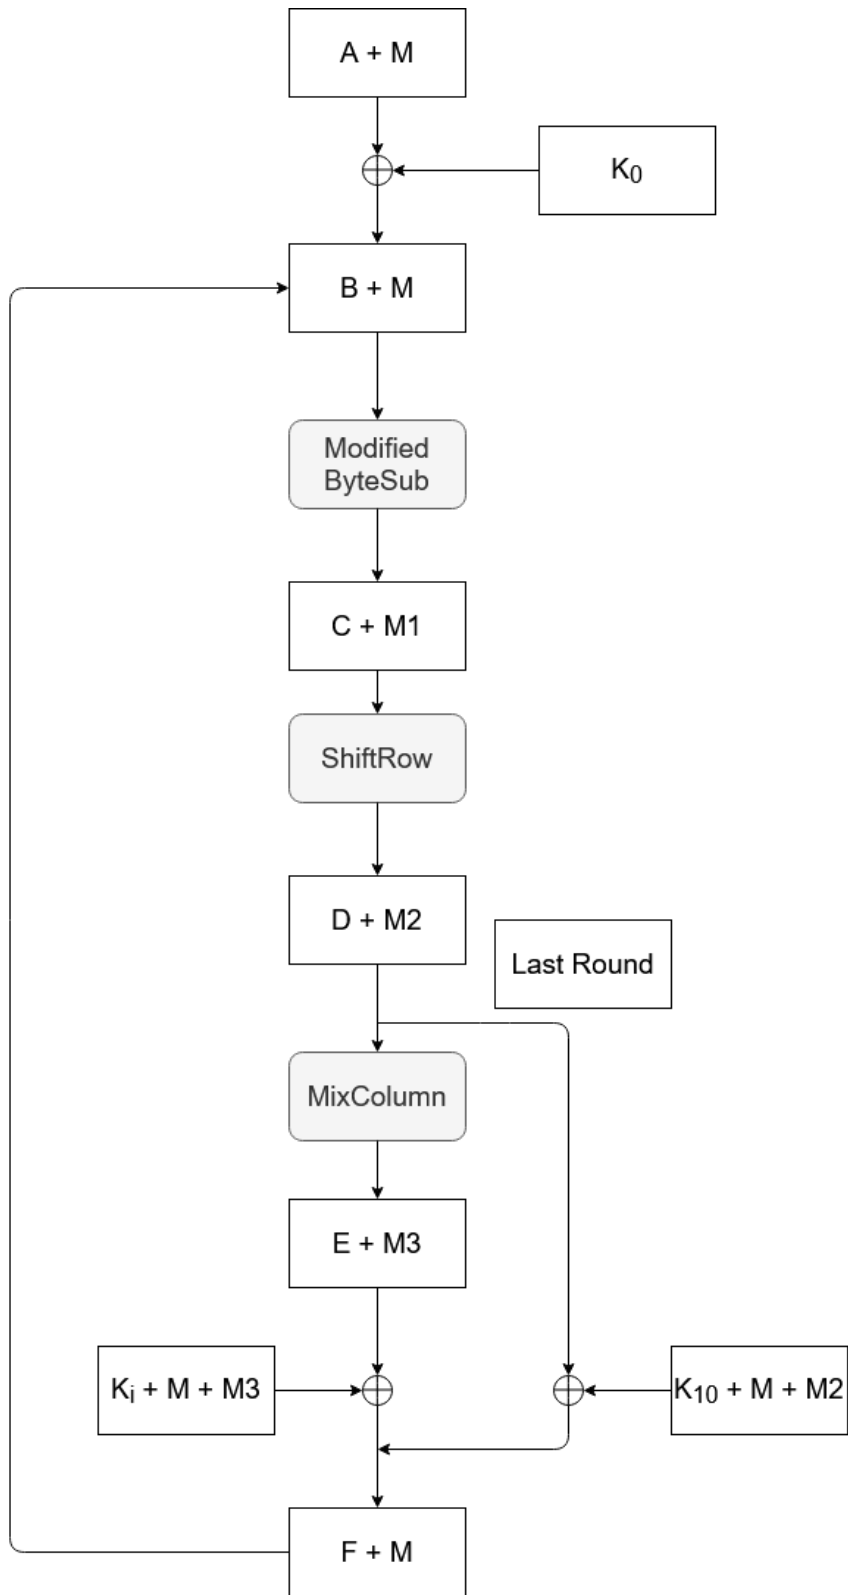 A + M
K₀
B + M
Modified
ByteSub
C + M1
ShiftRow
D + M2
Last Round
MixColumn
E + M3
Kᵢ + M + M3
K₁₀ + M + M2
F + M